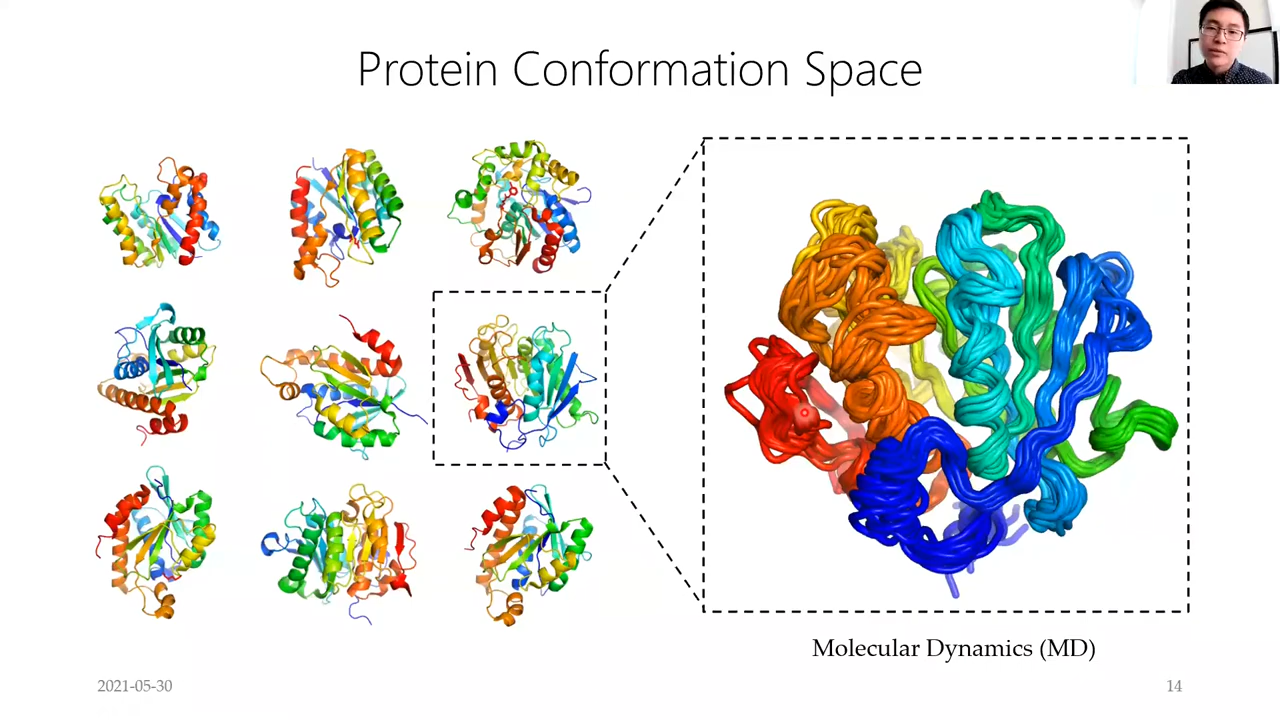 Protein Conformation Space
Molecular Dynamics (MD)
2021-05-30
14